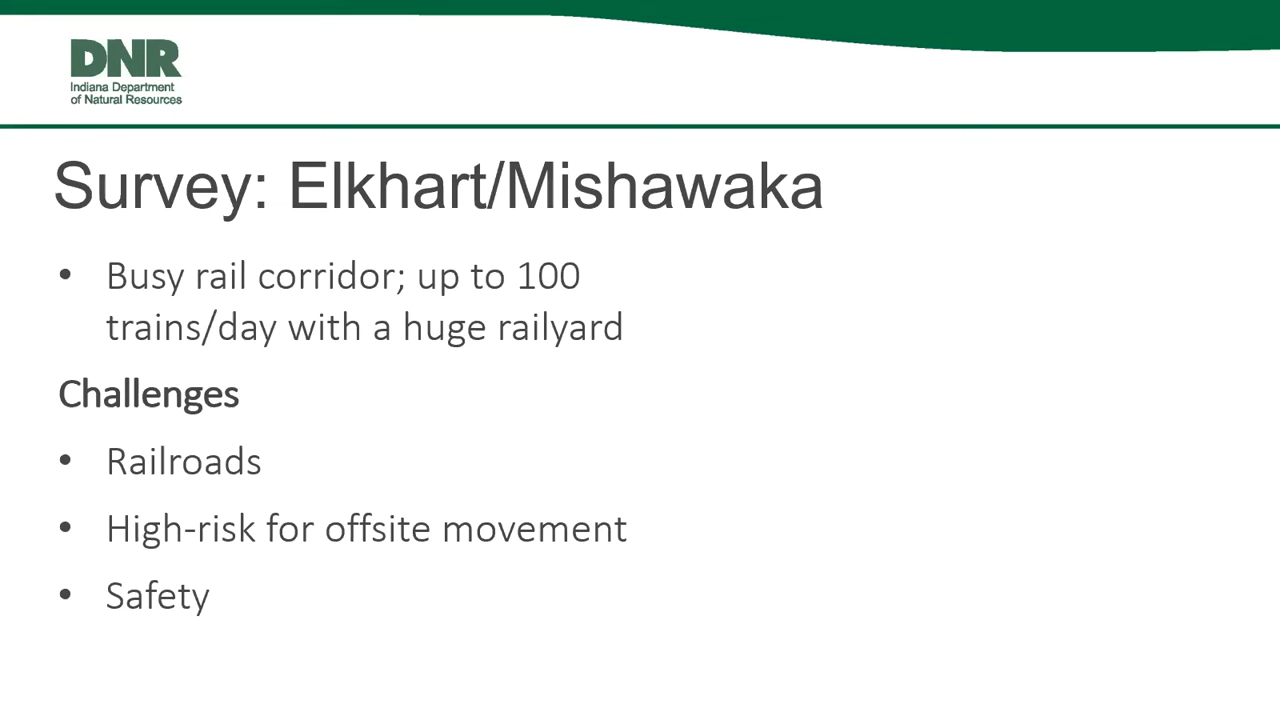 DNR
Indiana Department
of Natural Resources
Survey: Elkhart/Mishawaka
• Busy rail corridor; up to 100
trains/day with a huge railyard
Challenges
• Railroads
• High-risk for offsite movement
• Safety